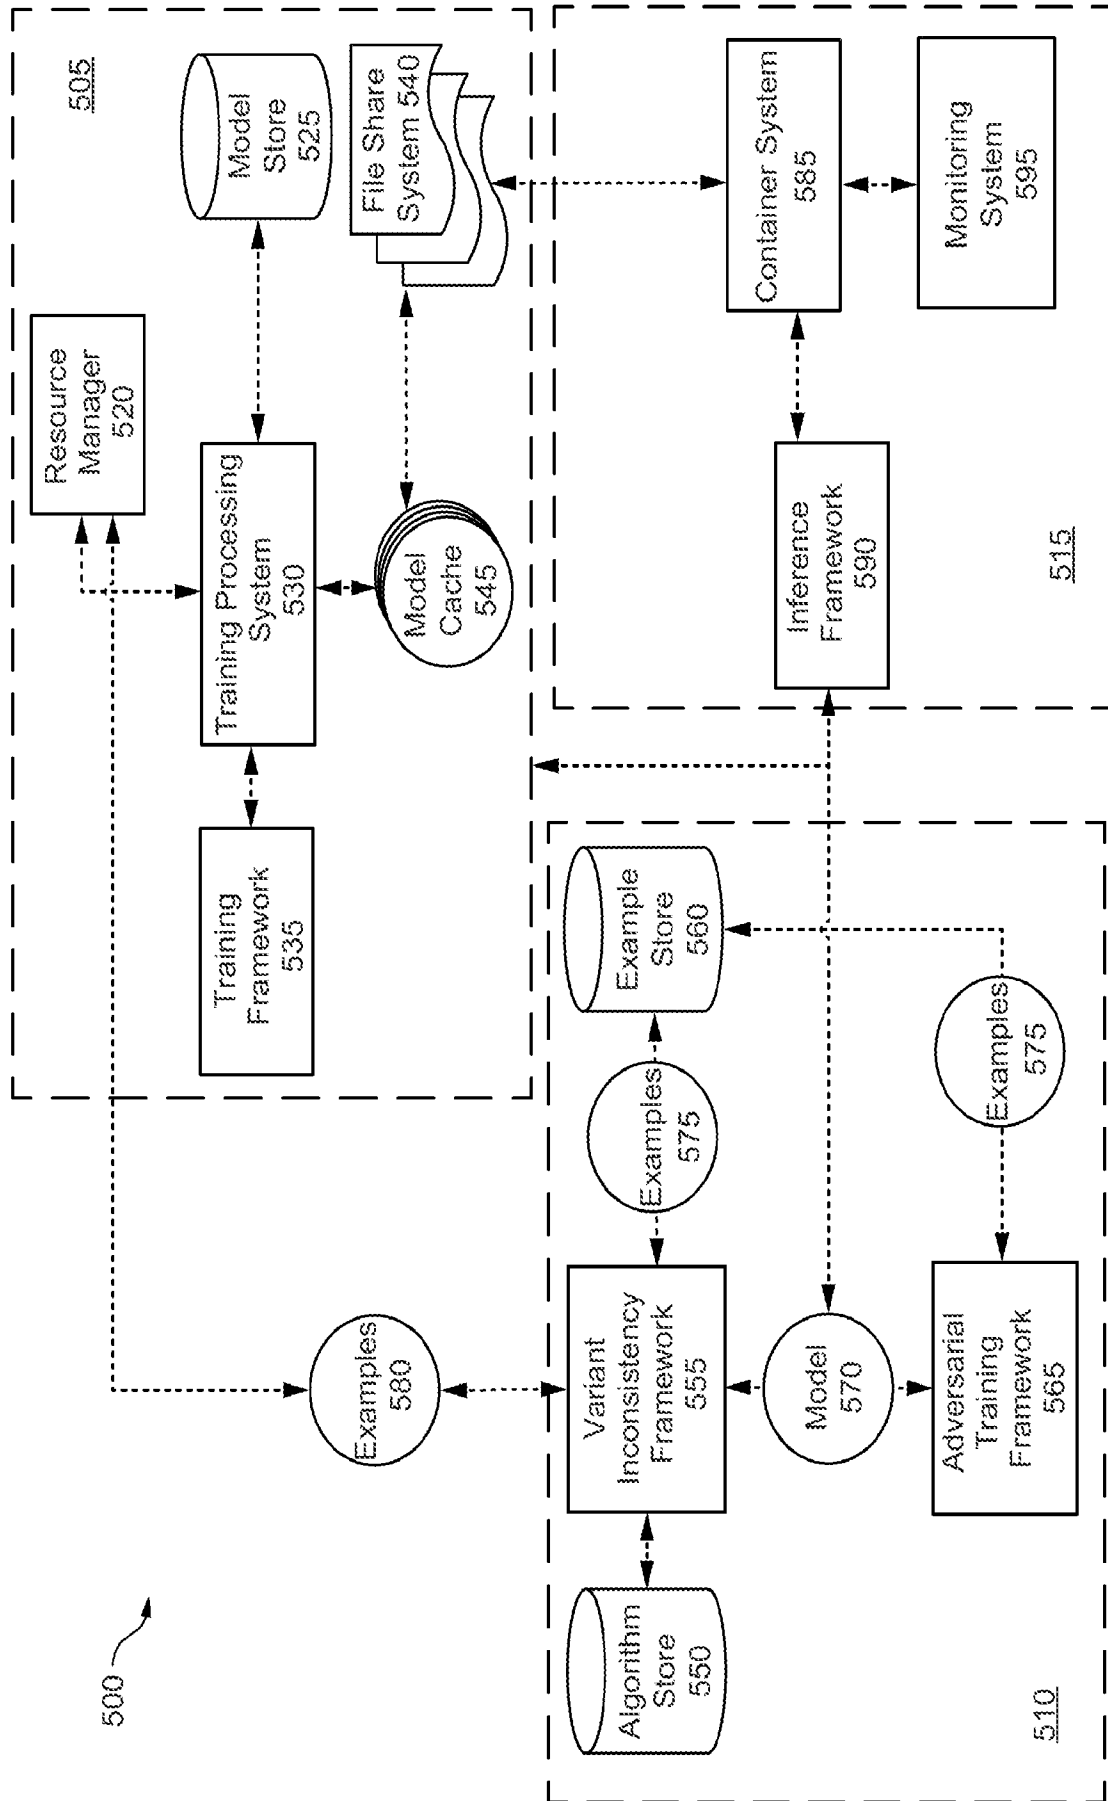 500
505
Resource
Manager
520
Model
Store
525
Training
Framework
535
Training Processing
System
530
File Share
System 540
Model
Cache
545
Examples
580
Algorithm
Store
550
Variant
Inconsistency
Framework
555
Examples
575
Example
Store
560
Model
570
Adversarial
Training
Framework
565
Examples
575
510
Inference
Framework
590
Container System
585
Monitoring
System
595
515